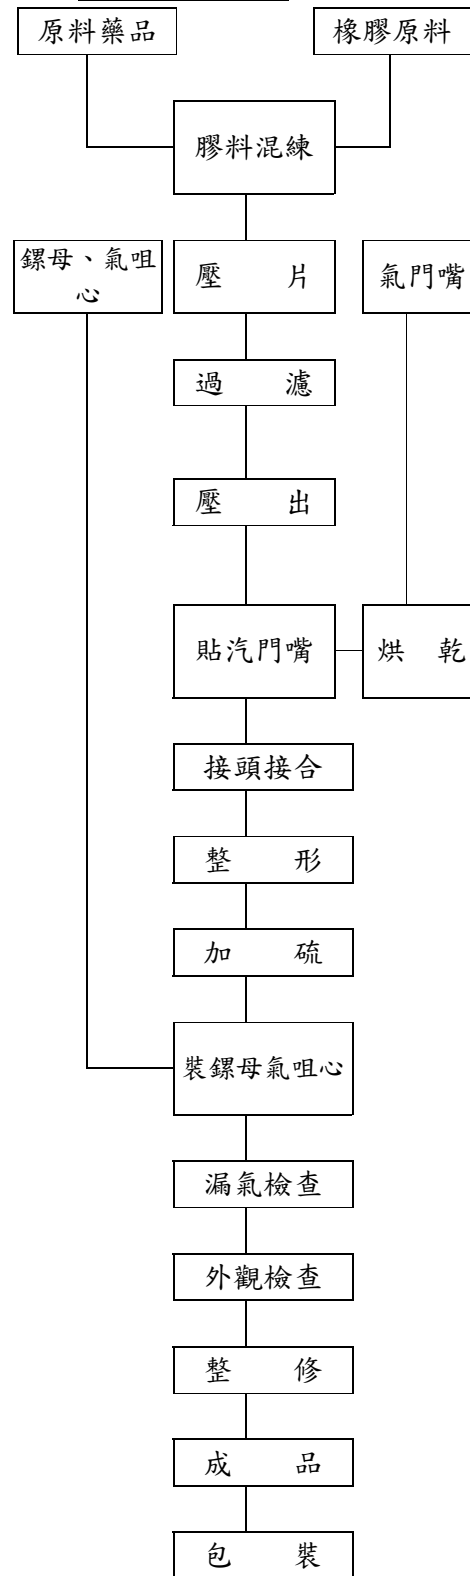 原料藥品
橡膠原料
膠料混練
鏍母、氣咀
心
壓 片
氣門嘴
過 濾
壓 出
貼汽門嘴
烘 乾
接頭接合
整 形
加 硫
裝鏍母氣咀心
漏氣檢查
外觀檢查
整 修
成 品
包 裝